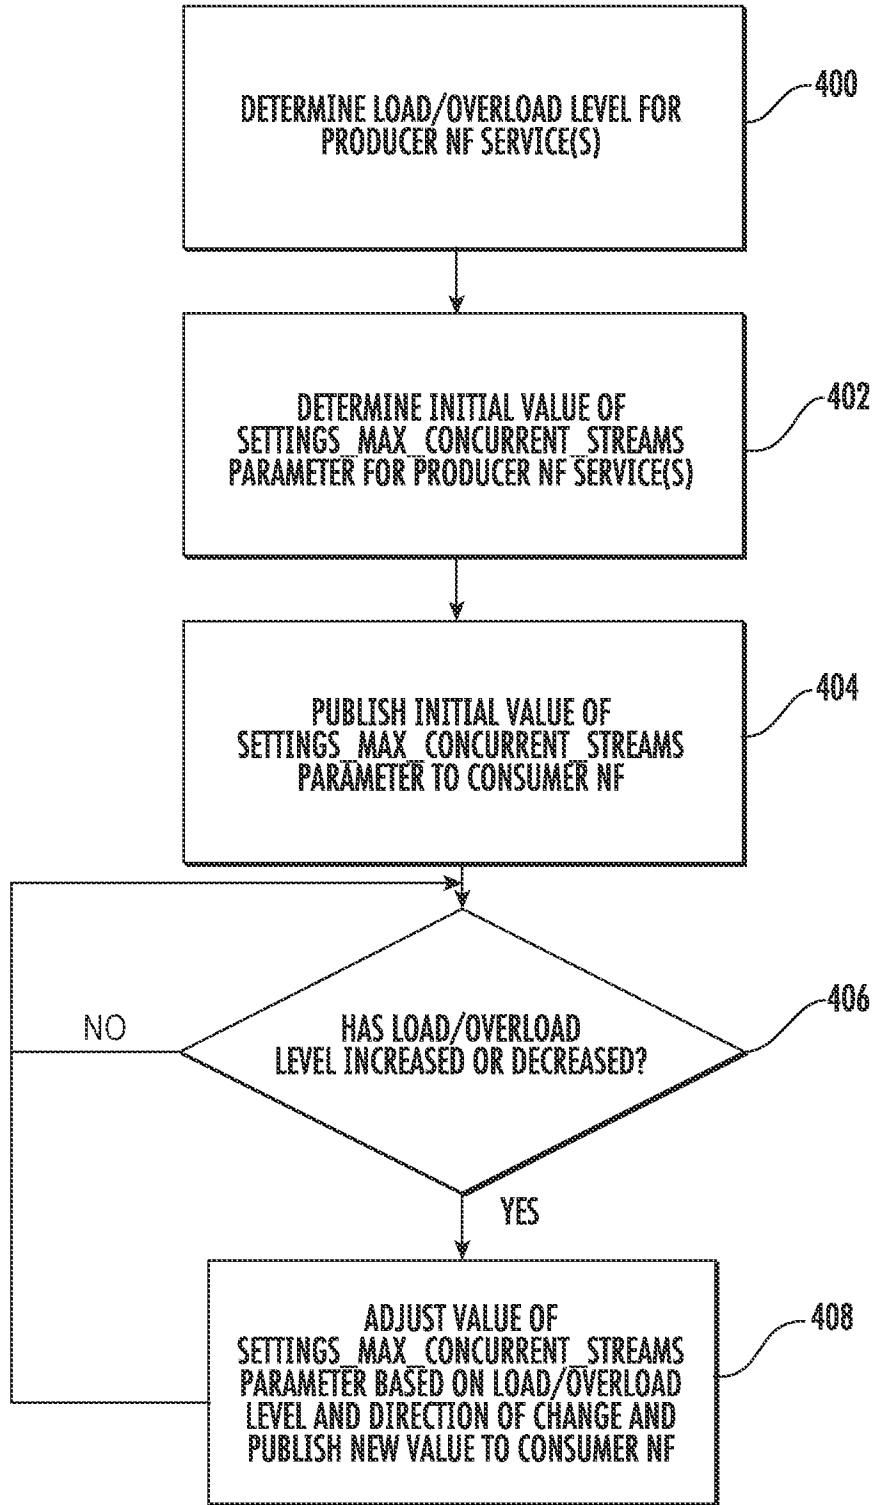 DETERMINE LOAD/OVERLOAD LEVEL FOR
PRODUCER NF SERVICE(S)
400
DETERMINE INITIAL VALUE OF
SETTINGS_MAX_CONCURRENT_STREAMS
PARAMETER FOR PRODUCER NF SERVICE(S)
402
PUBLISH INITIAL VALUE OF
SETTINGS_MAX_CONCURRENT_STREAMS
PARAMETER TO CONSUMER NF
404
HAS LOAD/OVERLOAD
LEVEL INCREASED OR DECREASED?
406
NO
YES
ADJUST VALUE OF
SETTINGS_MAX_CONCURRENT_STREAMS
PARAMETER BASED ON LOAD/OVERLOAD
LEVEL AND DIRECTION OF CHANGE AND
PUBLISH NEW VALUE TO CONSUMER NF
408